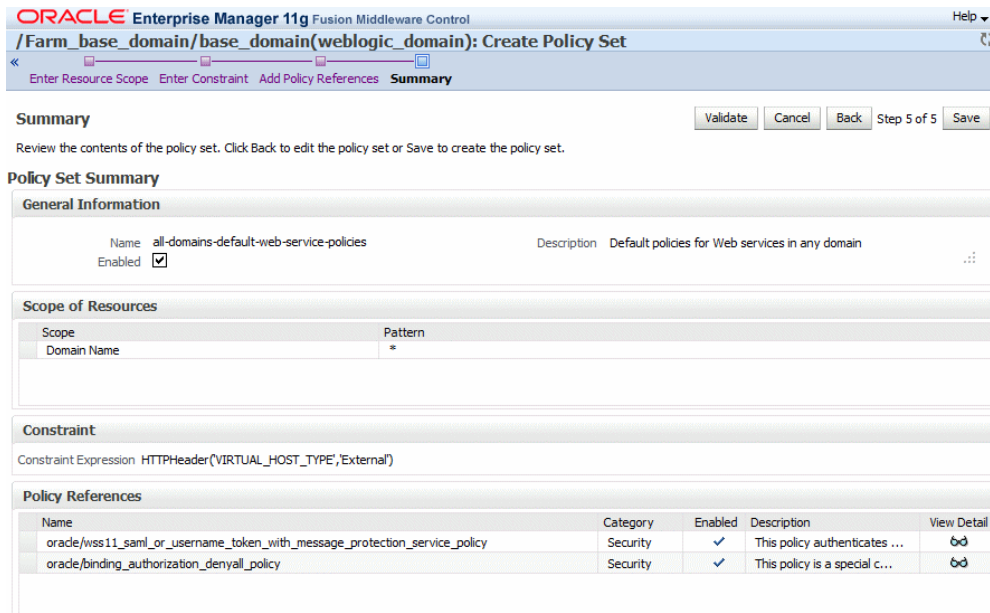 ORACLE Enterprise Manager 11g Fusion Middleware Control Help
/Farm_base_domain/base_domain(weblogic_domain): Create Policy Set
« Enter Resource Scope Enter Constraint Add Policy References Summary
Summary Validate Cancel Back Step 5 of 5 Save
Review the contents of the policy set. Click Back to edit the policy set or Save to create the policy set.
Policy Set Summary
General Information
Name all-domains-default-web-service-policies Description Default policies for Web services in any domain
Enabled
Scope of Resources
Scope Pattern
Domain Name *
Constraint
Constraint Expression HTTPHeader('VIRTUAL_HOST_TYPE','External')
Policy References
Name Category Enabled Description View Detail
oracle/wss11_saml_or_username_token_with_message_protection_service_policy Security This policy authenticates ...
oracle/binding_authorization_denyall_policy Security This policy is a special c...